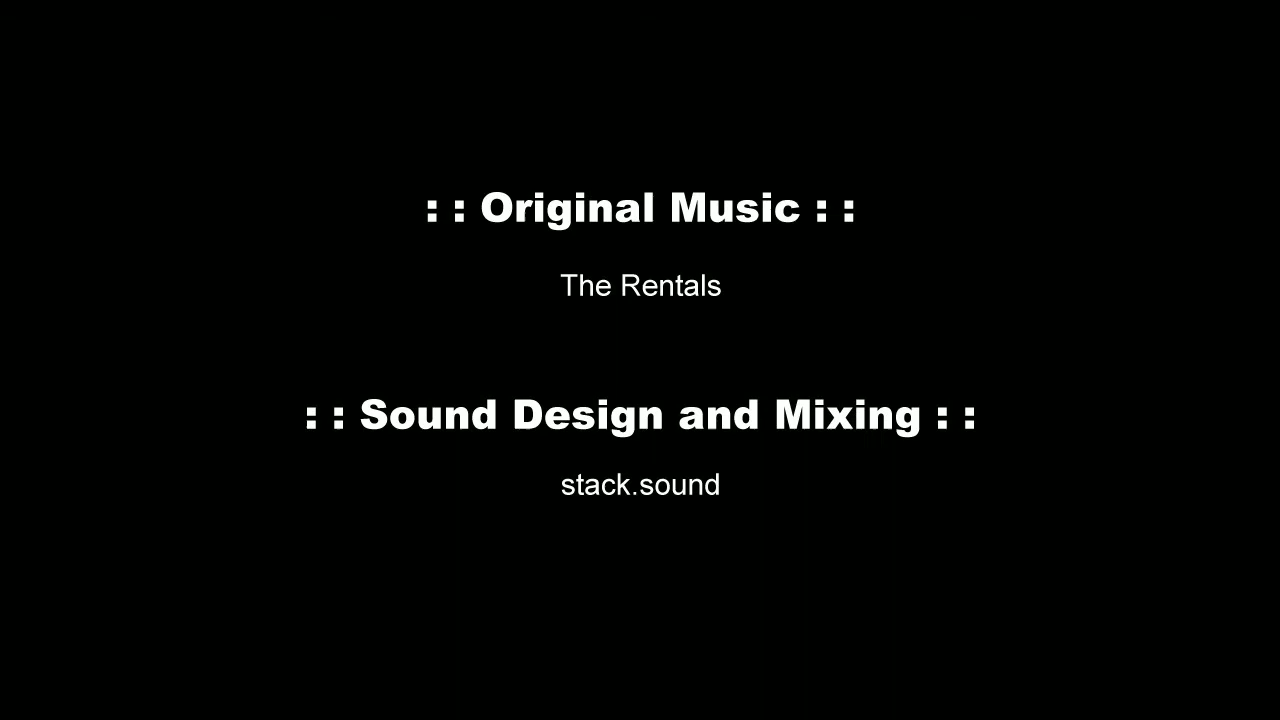 : : Original Music : :
The Rentals
: : Sound Design and Mixing : :
stack.sound